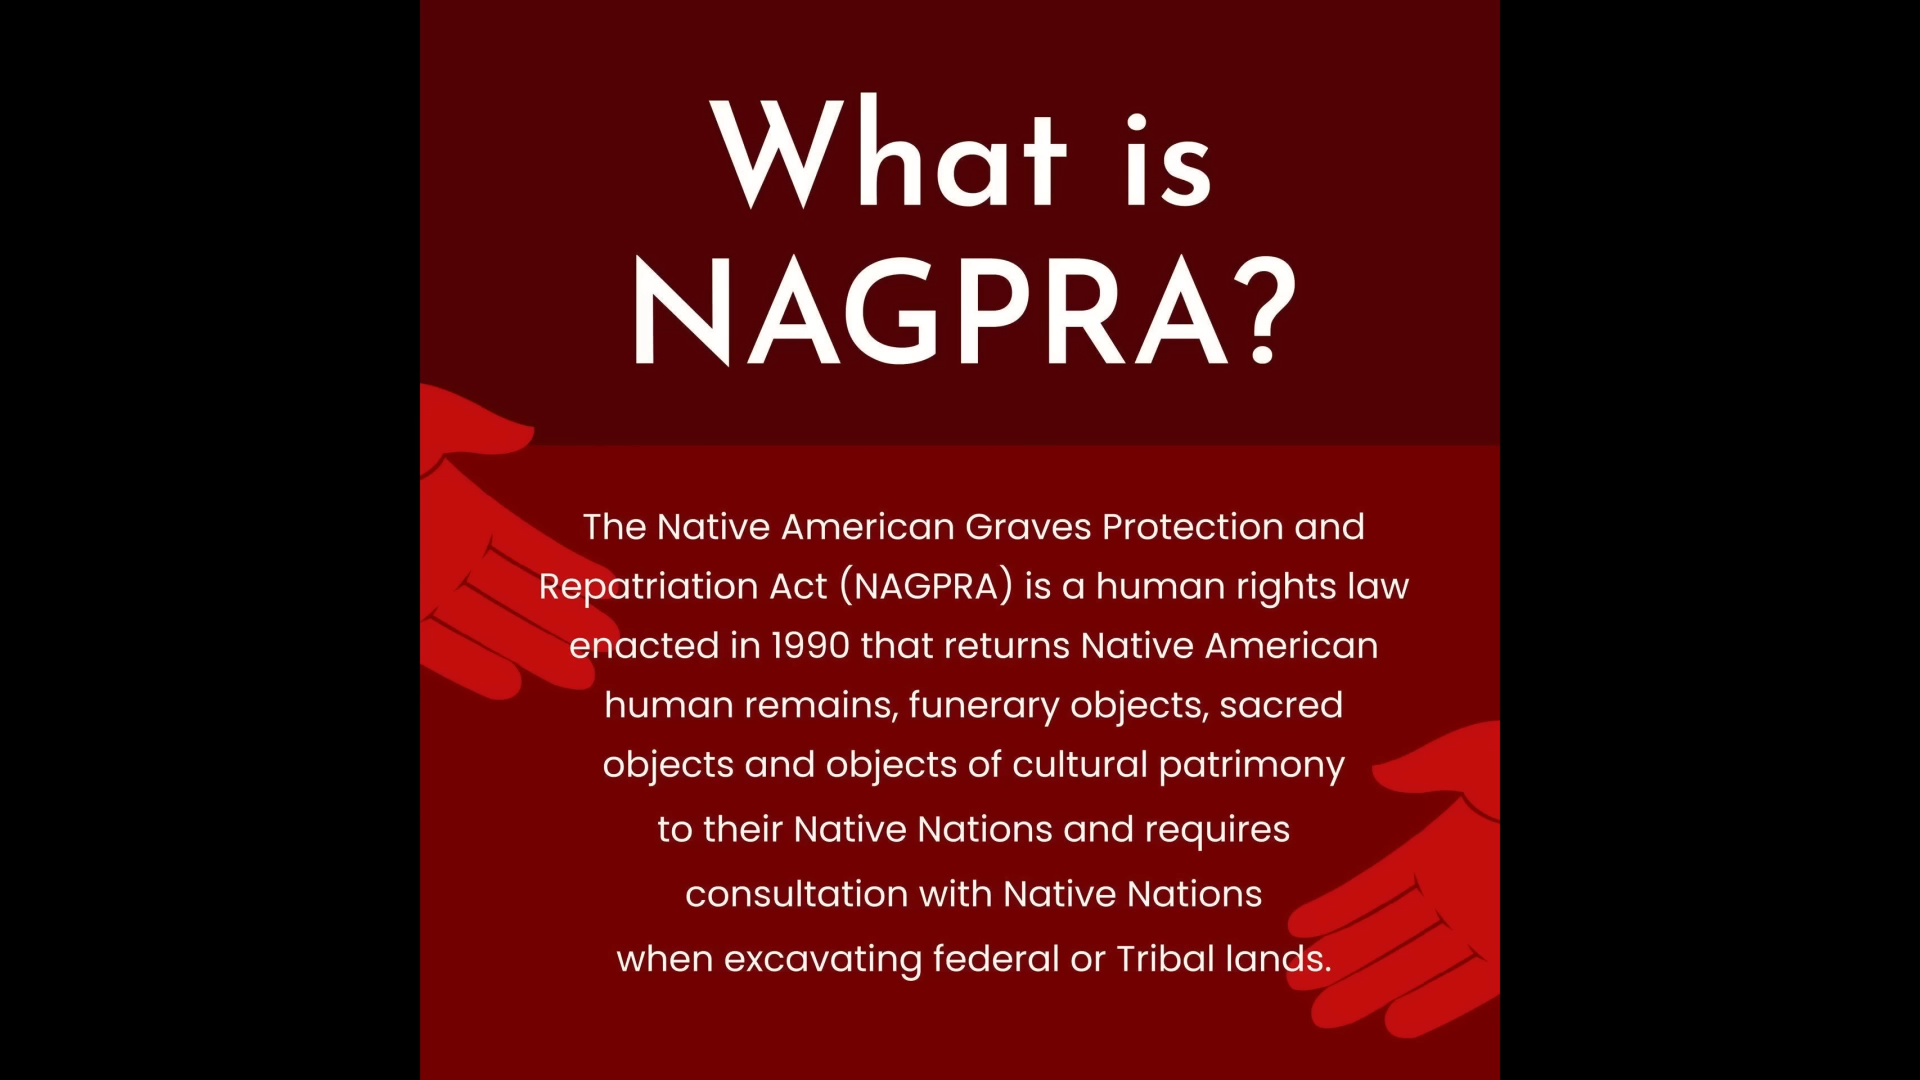 What is
NAGPRA?
The Native American Graves Protection and
Repatriation Act (NAGPRA) is a human rights law
enacted in 1990 that returns Native American
human remains, funerary objects, sacred
objects and objects of cultural patrimony
to their Native Nations and requires
consultation with Native Nations
when excavating federal or Tribal lands.